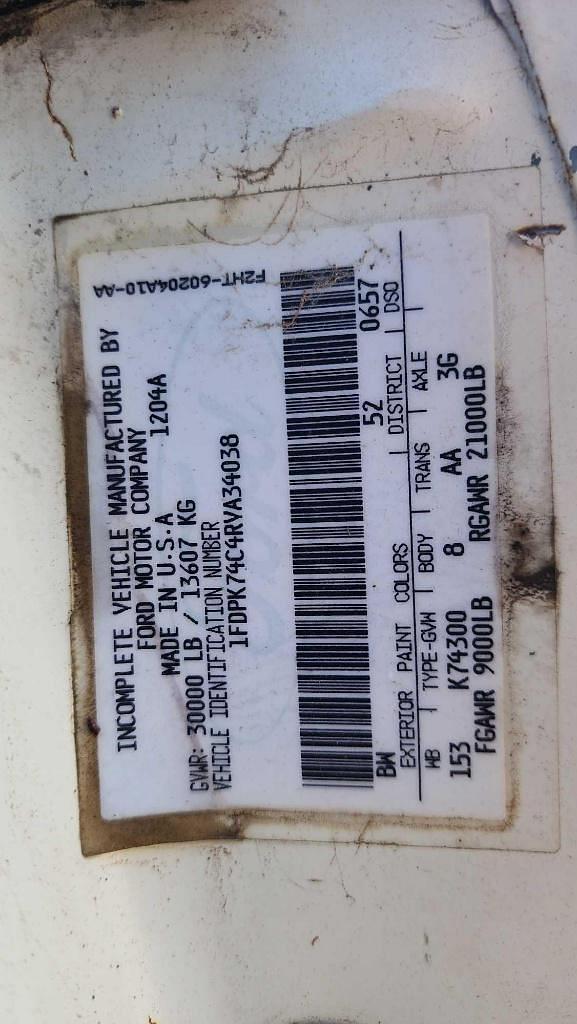 F2HT-60204A10-AA
INCOMPLETE VEHICLE MANUFACTURED BY
FORD MOTOR COMPANY
MADE IN U.S.A 1204A
GVWR: 30000 LB / 13607 KG
VEHICLE IDENTIFICATION NUMBER
1FDPK74C4RVA34038
BW 52 0657
EXTERIOR PAINT COLORS DISTRICT DSO
WB TYPE-GVW BODY TRANS AXLE
153 K74300 8 AA 3G
FGAWR 9000LB RGAWR 21000LB